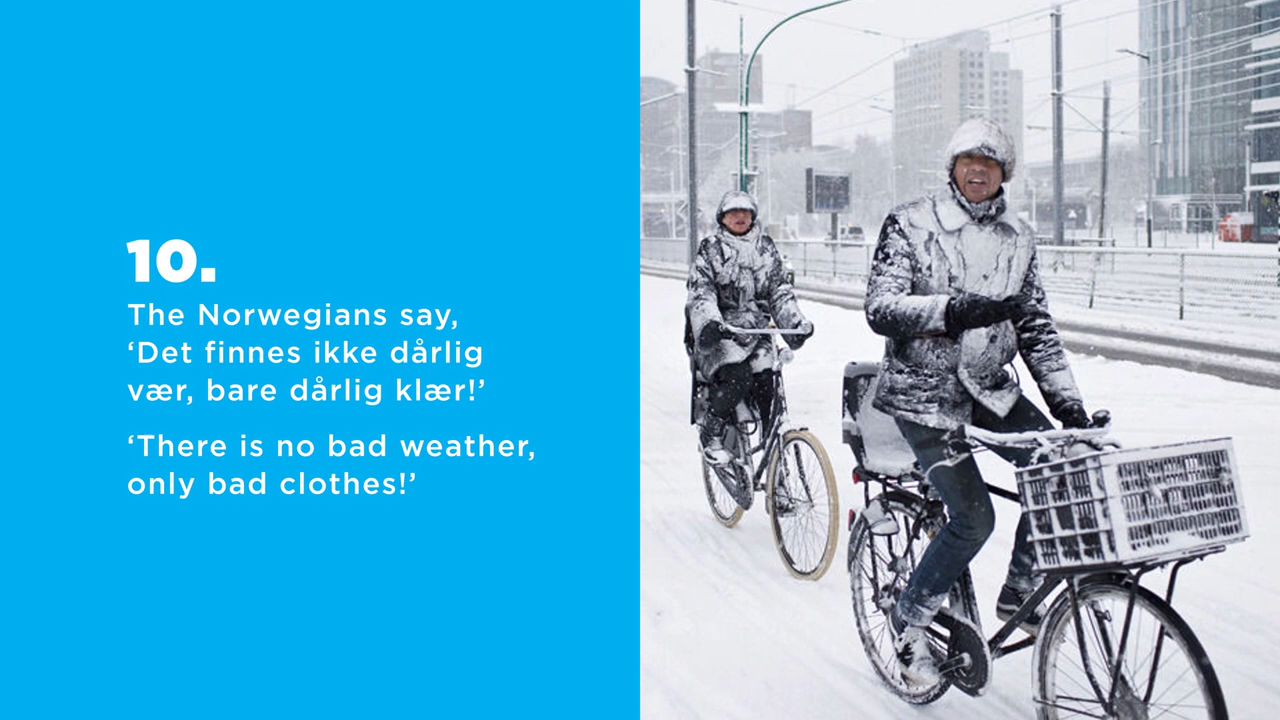 10.
The Norwegians say,
‘Det finnes ikke dårlig
vær, bare dårlig klær!’
‘There is no bad weather,
only bad clothes!’